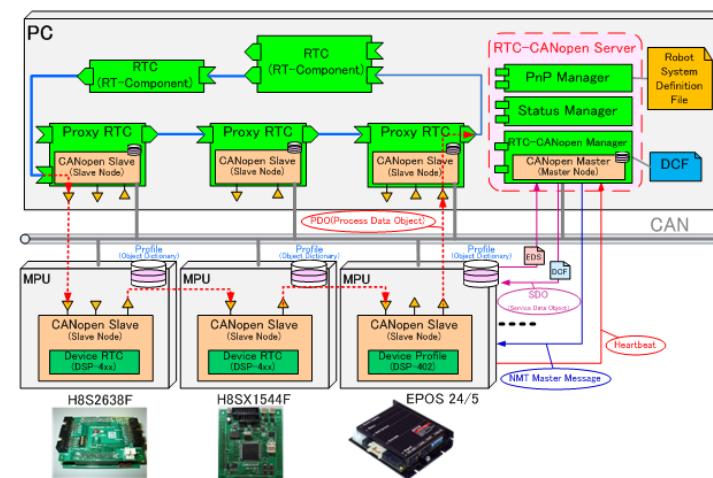 PC
RTC
(RT-Component)
RTC
(RT-Component)
RTC-CANopen Server
PnP Manager
Status Manager
RTC-CANopen Manager
CANopen Master
(Master Node)
Robot
System
Definition
File
DCF
Proxy RTC
CANopen Slave
(Slave Node)
Proxy RTC
CANopen Slave
(Slave Node)
Proxy RTC
CANopen Slave
(Slave Node)
PDO(Process Data Object)
CAN
MPU
Profile
(Object Dictionary)
CANopen Slave
(Slave Node)
Device RTC
(DSP-4xx)
MPU
Profile
(Object Dictionary)
CANopen Slave
(Slave Node)
Device RTC
(DSP-4xx)
MPU
Profile
(Object Dictionary)
CANopen Slave
(Slave Node)
Device Profile
(DSP-402)
EDS
DCF
SDO
(Service Data Object)
Heartbeat
NMT Master Message
H8S2638F
H8SX1544F
EPOS 24/5